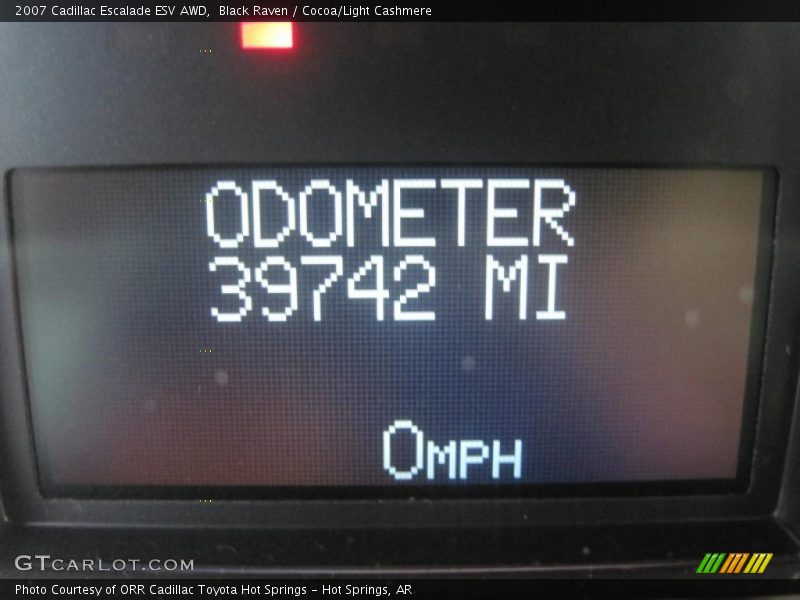 2007 Cadillac Escalade ESV AWD,  Black Raven / Cocoa/Light Cashmere
ODOMETER
39742 MI
0MPH
GTCARLOT.COM
Photo Courtesy of ORR Cadillac Toyota Hot Springs - Hot Springs, AR